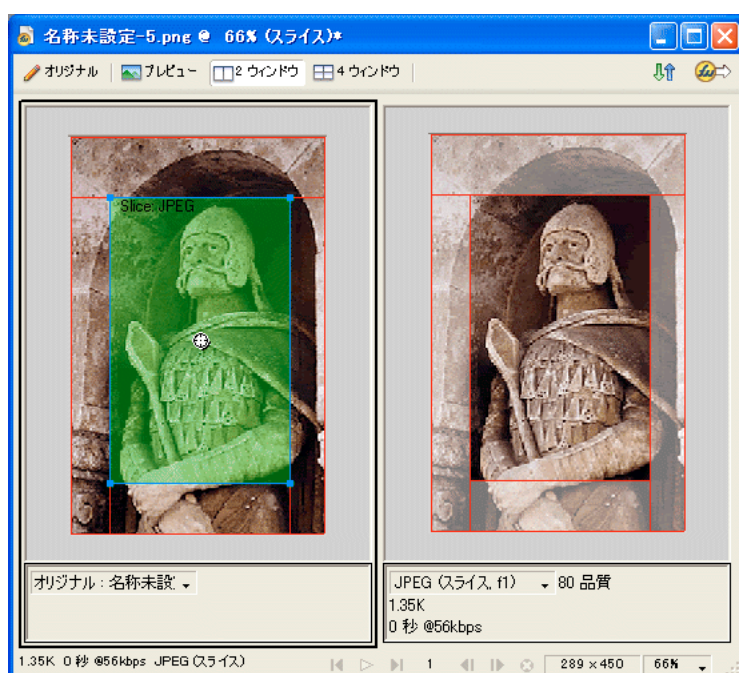 名称未設定-5.png @ 66% (スライス)*
オリジナル プレビュー 2 ウィンドウ 4 ウィンドウ
Slice: JPEG
オリジナル : 名称未設
JPEG (スライス, f1) 80 品質
1.35K
0 秒 @56kbps
1.35K 0 秒 @56kbps JPEG (スライス) 1 289 x 450 66%